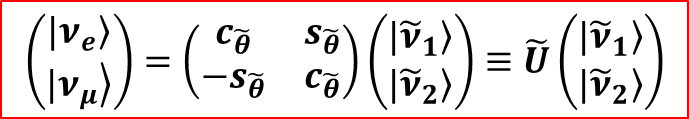 (|ν_e⟩ |ν_μ⟩) = (c_θ̃ s_θ̃ −s_θ̃ c_θ̃) (|ν̃_1⟩ |ν̃_2⟩) ≡ Ũ (|ν̃_1⟩ |ν̃_2⟩)